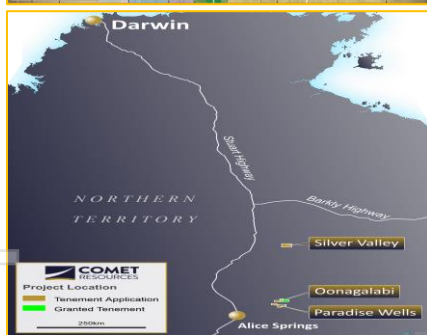 Darwin
Stuart Highway
NORTHERN
TERRITORY
Barkly Highway
Silver Valley
COMET
RESOURCES
Project Location
Tenement Application
Granted Tenement
250km
Oonagalabi
Paradise Wells
Alice Springs